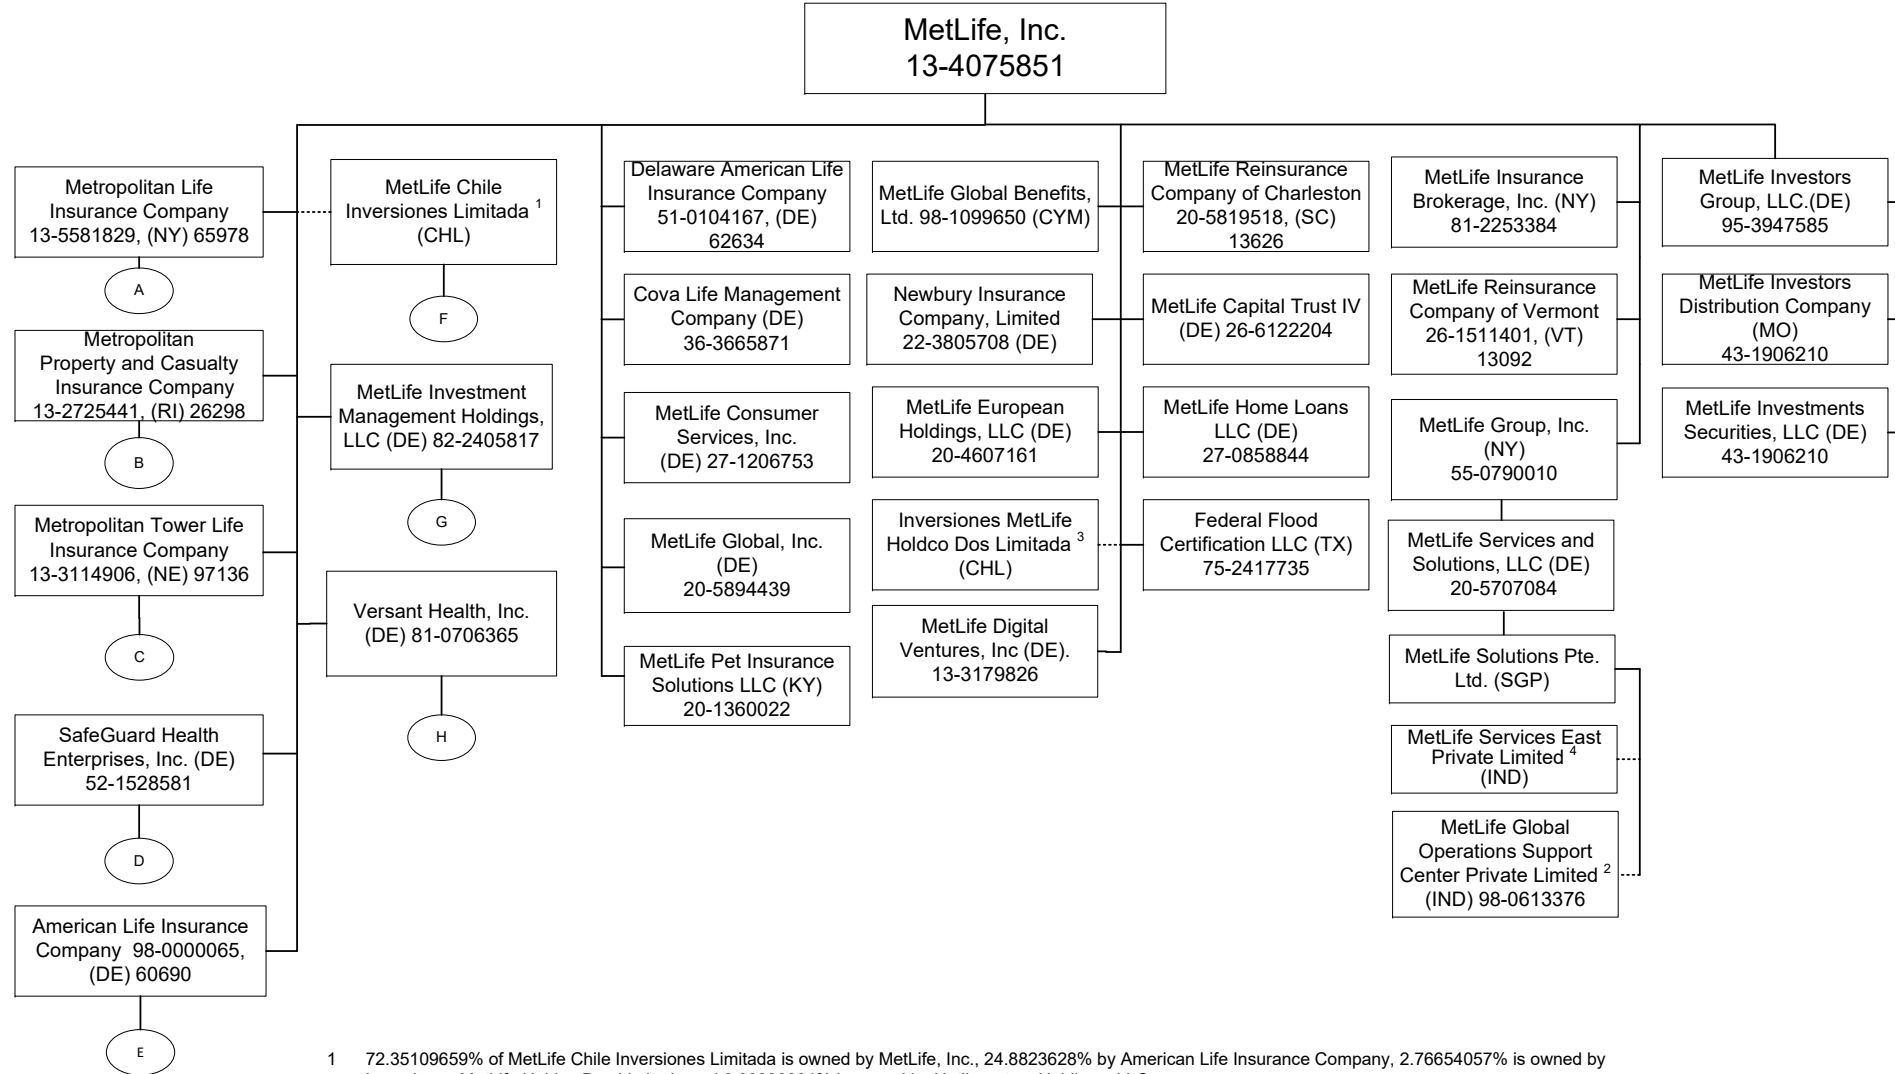 MetLife, Inc.
13-4075851
Metropolitan Life
Insurance Company
13-5581829, (NY) 65978
A
Metropolitan
Property and Casualty
Insurance Company
13-2725441, (RI) 26298
B
Metropolitan Tower Life
Insurance Company
13-3114906, (NE) 97136
C
SafeGuard Health
Enterprises, Inc. (DE)
52-1528581
D
American Life Insurance
Company 98-0000065,
(DE) 60690
E
MetLife Chile
Inversiones Limitada 1
(CHL)
F
MetLife Investment
Management Holdings,
LLC (DE) 82-2405817
G
Versant Health, Inc.
(DE) 81-0706365
H
Delaware American Life
Insurance Company
51-0104167, (DE)
62634
Cova Life Management
Company (DE)
36-3665871
MetLife Consumer
Services, Inc.
(DE) 27-1206753
MetLife Global, Inc.
(DE)
20-5894439
MetLife Pet Insurance
Solutions LLC (KY)
20-1360022
MetLife Global Benefits,
Ltd. 98-1099650 (CYM)
Newbury Insurance
Company, Limited
22-3805708 (DE)
MetLife European
Holdings, LLC (DE)
20-4607161
Inversiones MetLife
Holdco Dos Limitada 3
(CHL)
MetLife Digital
Ventures, Inc (DE).
13-3179826
MetLife Reinsurance
Company of Charleston
20-5819518, (SC)
13626
MetLife Capital Trust IV
(DE) 26-6122204
MetLife Home Loans
LLC (DE)
27-0858844
Federal Flood
Certification LLC (TX)
75-2417735
MetLife Insurance
Brokerage, Inc. (NY)
81-2253384
MetLife Reinsurance
Company of Vermont
26-1511401, (VT)
13092
MetLife Group, Inc.
(NY)
55-0790010
MetLife Services and
Solutions, LLC (DE)
20-5707084
MetLife Solutions Pte.
Ltd. (SGP)
MetLife Services East
Private Limited 4
(IND)
MetLife Global
Operations Support
Center Private Limited 2
(IND) 98-0613376
MetLife Investors
Group, LLC.(DE)
95-3947585
MetLife Investors
Distribution Company
(MO)
43-1906210
MetLife Investments
Securities, LLC (DE)
43-1906210
1 72.35109659% of MetLife Chile Inversiones Limitada is owned by MetLife, Inc., 24.8823628% by American Life Insurance Company, 2.76654057% is owned by